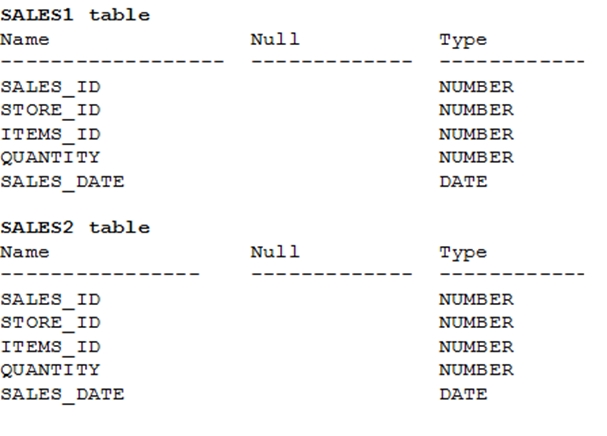 SALES1 table
Name Null Type
------------------ ------------- ------------
SALES_ID NUMBER
STORE_ID NUMBER
ITEMS_ID NUMBER
QUANTITY NUMBER
SALES_DATE DATE
SALES2 table
Name Null Type
---------------- ------------- ------------
SALES_ID NUMBER
STORE_ID NUMBER
ITEMS_ID NUMBER
QUANTITY NUMBER
SALES_DATE DATE